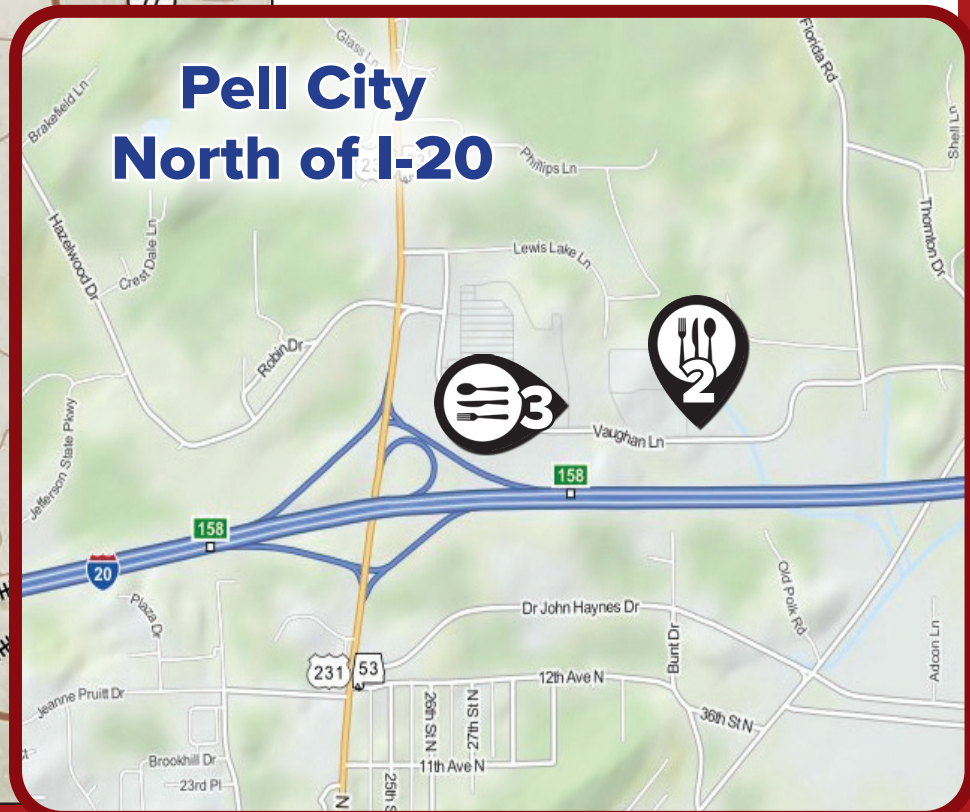 Pell City
North of I-20
Glass Ln
Florida Rd
Brakefield Ln
Shell Ln
Phillips Ln
Hazelwood Dr
Crest Dale Ln
Thornton Dr
Lewis Lake Ln
Robin Dr
2
3
Vaughan Ln
Jefferson State Pkwy
158
158
20
Plaza Dr
Dr John Haynes Dr
Old Polk Rd
Bunt Dr
Adcon Ln
231
53
12th Ave N
Jeanne Pruitt Dr
26th St N
27th St N
36th St N
Brookhill Dr
11th Ave N
23rd Pl
25th S
N